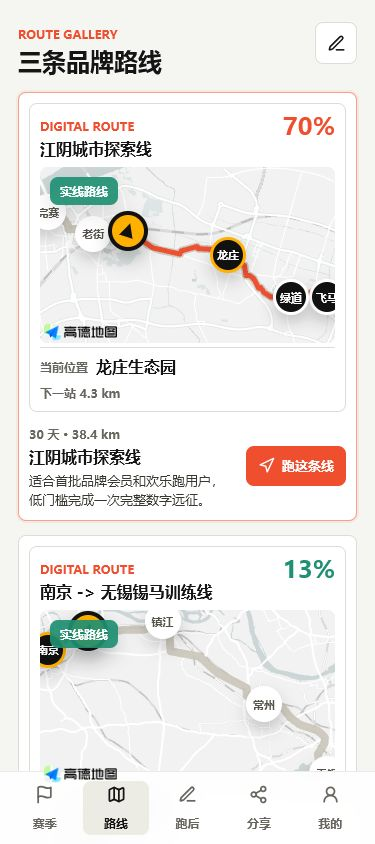 ROUTE GALLERY
三条品牌路线
DIGITAL ROUTE
70%
江阴城市探索线
实线路线
老街
龙庄
绿道
飞马
高德地图
当前位置 龙庄生态园
下一站 4.3 km
30 天 • 38.4 km
江阴城市探索线
适合首批品牌会员和欢乐跑用户，
低门槛完成一次完整数字远征。
跑这条线
DIGITAL ROUTE
13%
南京 -> 无锡锡马训练线
实线路线
南京
镇江
常州
高德地图
赛季
路线
跑后
分享
我的